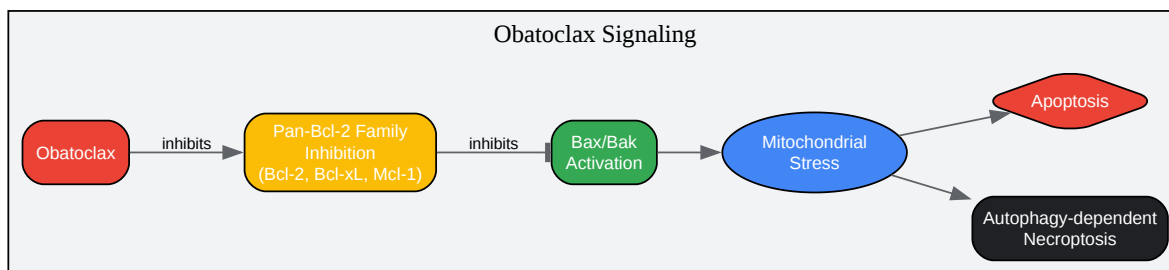 Obatoclax Signaling
Obatoclax
inhibits
Pan-Bcl-2 Family
Inhibition
(Bcl-2, Bcl-xL, Mcl-1)
inhibits
Bax/Bak
Activation
Mitochondrial
Stress
Apoptosis
Autophagy-dependent
Necroptosis